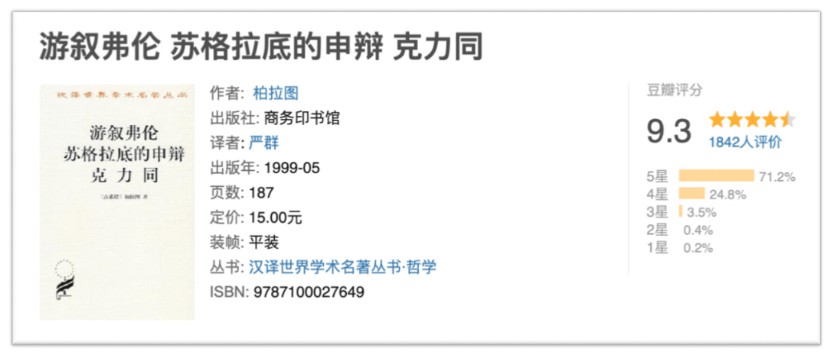 游叙弗伦 苏格拉底的申辩 克力同
汉译世界学术名著丛书
游叙弗伦
苏格拉底的申辩
克力同
〔古希腊〕柏拉图 著
作者: 柏拉图
出版社: 商务印书馆
译者: 严群
出版年: 1999-05
页数: 187
定价: 15.00元
装帧: 平装
丛书: 汉译世界学术名著丛书·哲学
ISBN: 9787100027649
豆瓣评分
9.3
1842人评价
5星 71.2%
4星 24.8%
3星 3.5%
2星 0.4%
1星 0.2%